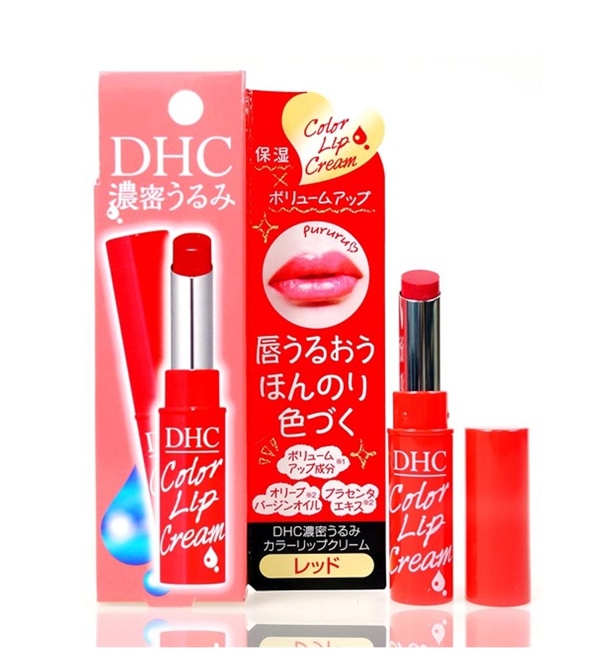 DHC
濃密うるみ
DHC
Color
Lip
Cream
Color
Lip
Cream
保湿
×
ボリュームアップ
pururu
唇うるおう
ほんのり
色づく
ボリューム
アップ成分※1
オリーブ※2
バージンオイル
プラセンタ
エキス※2
DHC濃密うるみ
カラーリップクリーム
レッド
DHC
Color
Lip
Cream